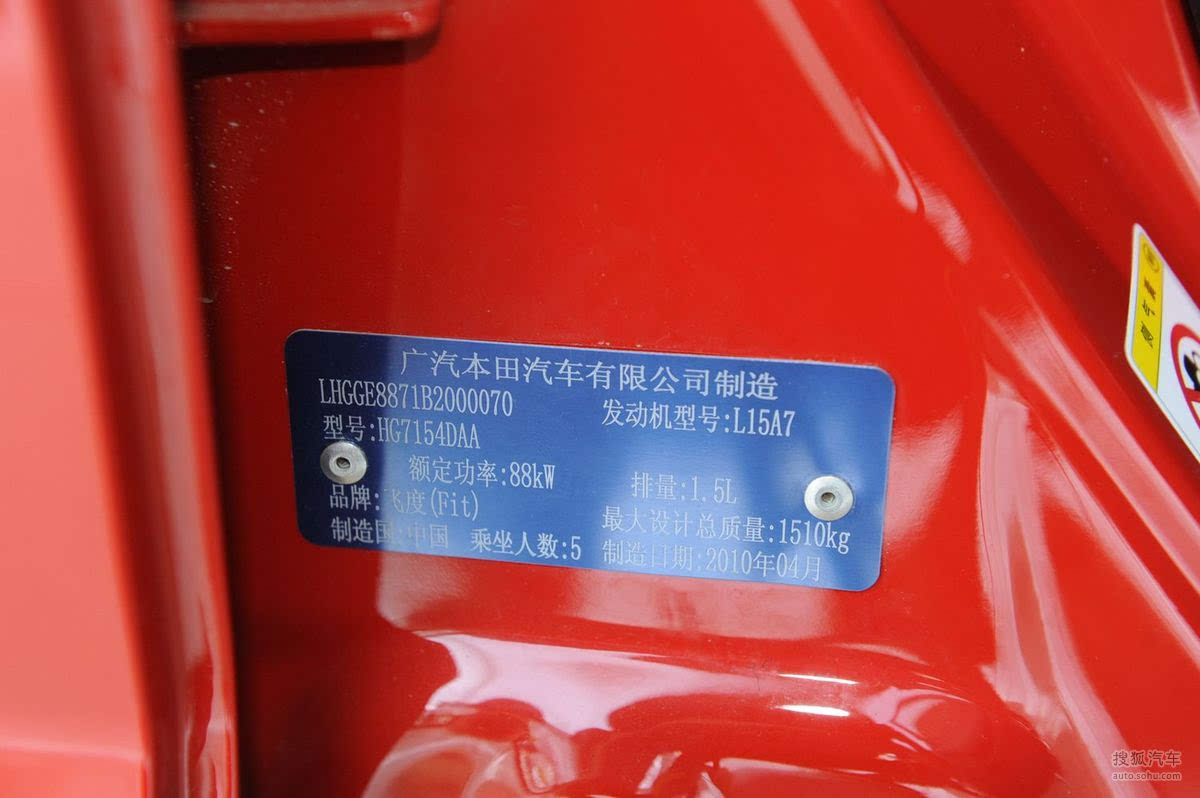 广汽本田汽车有限公司制造
LHGGE8871B2000070
发动机型号:L15A7
型号:HG7154DAA
额定功率:88kW
排量:1.5L
品牌:飞度(Fit)
最大设计总质量:1510kg
制造国:中国 乘坐人数:5
制造日期:2010年04月
搜狐汽车
auto.sohu.com